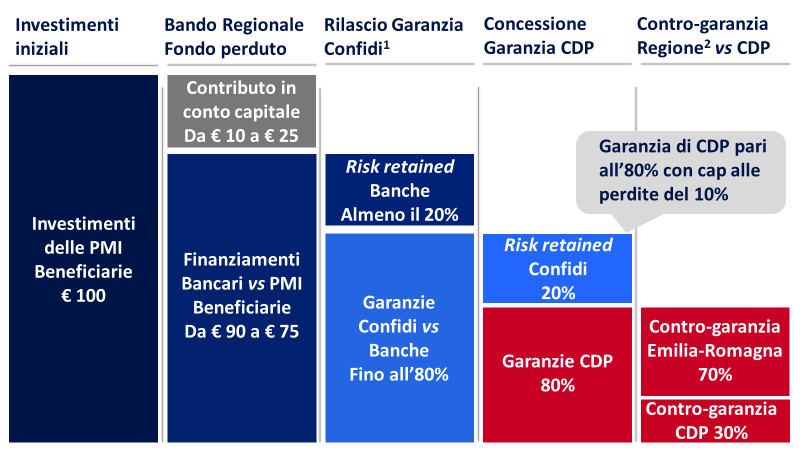 Investimenti
iniziali
Bando Regionale
Fondo perduto
Rilascio Garanzia
Confidi¹
Concessione
Garanzia CDP
Contro-garanzia
Regione² vs CDP
Investimenti
delle PMI
Beneficiarie
€ 100
Contributo in
conto capitale
Da € 10 a € 25
Finanziamenti
Bancari vs PMI
Beneficiarie
Da € 90 a € 75
Risk retained
Banche
Almeno il 20%
Garanzie
Confidi vs
Banche
Fino all’80%
Garanzia di CDP pari
all’80% con cap alle
perdite del 10%
Risk retained
Confidi
20%
Garanzie CDP
80%
Contro-garanzia
Emilia-Romagna
70%
Contro-garanzia
CDP 30%